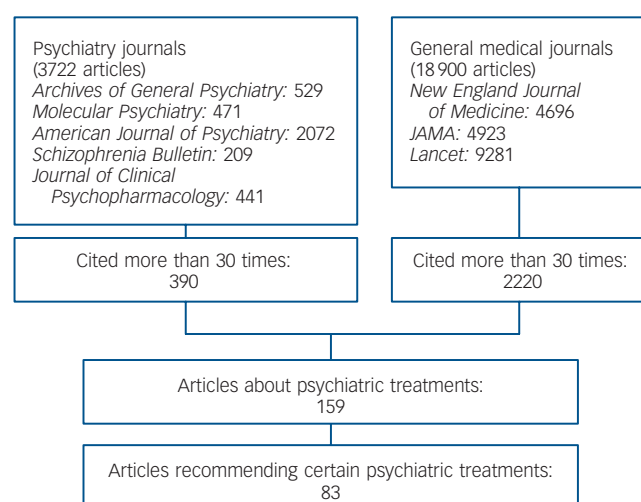 Psychiatry journals
(3722 articles)
Archives of General Psychiatry: 529
Molecular Psychiatry: 471
American Journal of Psychiatry: 2072
Schizophrenia Bulletin: 209
Journal of Clinical
Psychopharmacology: 441
General medical journals
(18 900 articles)
New England Journal
of Medicine: 4696
JAMA: 4923
Lancet: 9281
Cited more than 30 times:
390
Cited more than 30 times:
2220
Articles about psychiatric treatments:
159
Articles recommending certain psychiatric treatments:
83